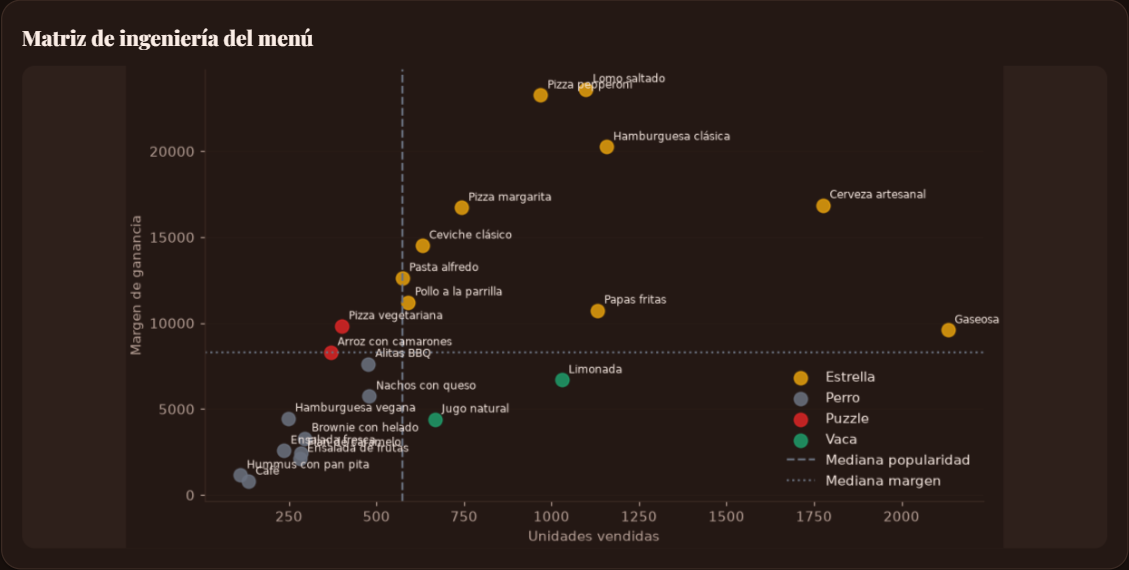 Matriz de ingeniería del menú
Lomo saltado
Pizza pepperoni
Hamburguesa clásica
20000
Pizza margarita
Cerveza artesanal
15000
Ceviche clásico
Pasta alfredo
Pollo a la parrilla
Papas fritas
Pizza vegetariana
Gaseosa
10000
Arroz con camarones
Alitas BBQ
Limonada
Nachos con queso
Hamburguesa vegana
Jugo natural
5000
Brownie con helado
Ensalada fresca
Ensalada de frutas
Hummus con pan pita
Café
0
Margen de ganancia
Estrella
Perro
Puzzle
Vaca
Mediana popularidad
Mediana margen
250 500 750 1000 1250 1500 1750 2000
Unidades vendidas